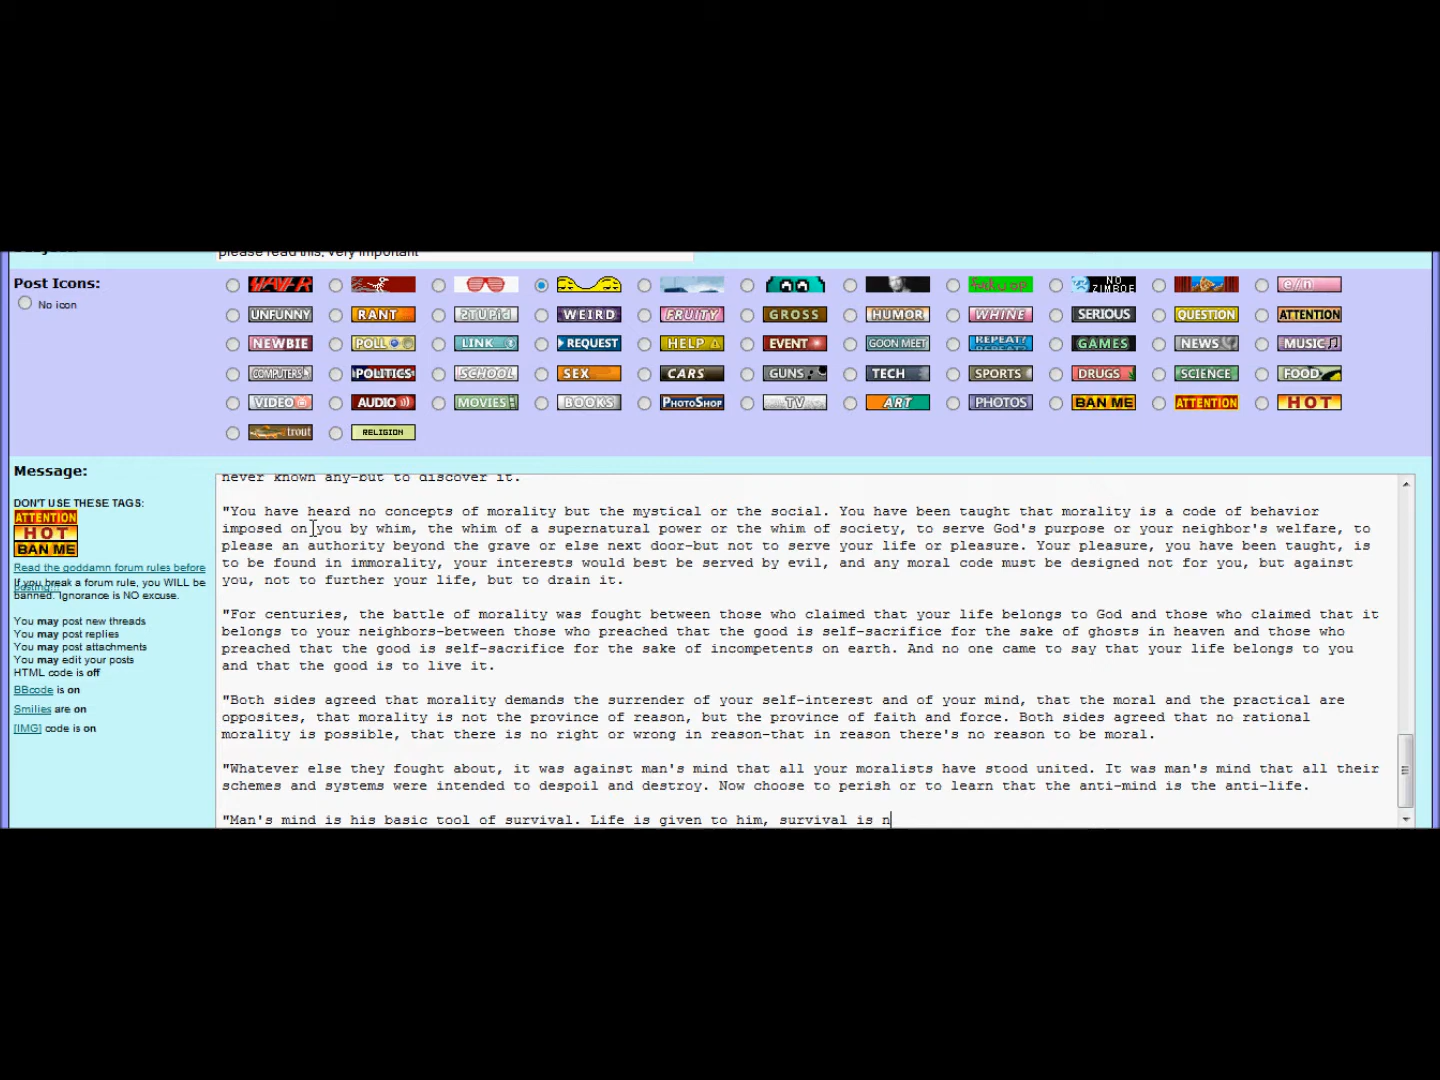 please read this, very important
Post Icons:
No icon
NO ZIMBOE
e/n
UNFUNNY RANT 2TUPid WEIRD FRUITY GROSS HUMOR WHINE SERIOUS QUESTION ATTENTION
NEWBIE POLL LINK REQUEST HELP EVENT GOON MEET REPEAT? REPEAT? GAMES NEWS MUSIC
COMPUTERS POLITICS SCHOOL SEX CARS GUNS TECH SPORTS DRUGS SCIENCE FOOD
VIDEO AUDIO MOVIES BOOKS PHOTOSHOP TV ART PHOTOS BAN ME ATTENTION HOT
trout RELIGION
Message:
DON'T USE THESE TAGS:
ATTENTION
HOT
BAN ME
Read the goddamn forum rules before
posting!!!
If you break a forum rule, you WILL be
banned. Ignorance is NO excuse.
You may post new threads
You may post replies
You may post attachments
You may edit your posts
HTML code is off
BBcode is on
Smilies are on
[IMG] code is on
never known any-but to discover it.
"You have heard no concepts of morality but the mystical or the social. You have been taught that morality is a code of behavior
imposed on you by whim, the whim of a supernatural power or the whim of society, to serve God's purpose or your neighbor's welfare, to
please an authority beyond the grave or else next door-but not to serve your life or pleasure. Your pleasure, you have been taught, is
to be found in immorality, your interests would best be served by evil, and any moral code must be designed not for you, but against
you, not to further your life, but to drain it.
"For centuries, the battle of morality was fought between those who claimed that your life belongs to God and those who claimed that it
belongs to your neighbors-between those who preached that the good is self-sacrifice for the sake of ghosts in heaven and those who
preached that the good is self-sacrifice for the sake of incompetents on earth. And no one came to say that your life belongs to you
and that the good is to live it.
"Both sides agreed that morality demands the surrender of your self-interest and of your mind, that the moral and the practical are
opposites, that morality is not the province of reason, but the province of faith and force. Both sides agreed that no rational
morality is possible, that there is no right or wrong in reason-that in reason there's no reason to be moral.
"Whatever else they fought about, it was against man's mind that all your moralists have stood united. It was man's mind that all their
schemes and systems were intended to despoil and destroy. Now choose to perish or to learn that the anti-mind is the anti-life.
"Man's mind is his basic tool of survival. Life is given to him, survival is n